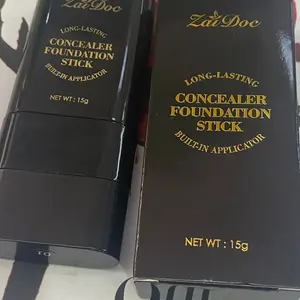 ZaiDoc
LONG-LASTING
CONCEALER
FOUNDATION
STICK
BUILT-IN APPLICATOR
NET WT : 15g
TO
ZaiDoc
LONG-LASTING
CONCEALER
FOUNDATION
STICK
BUILT-IN APPLICATOR
NET WT : 15g